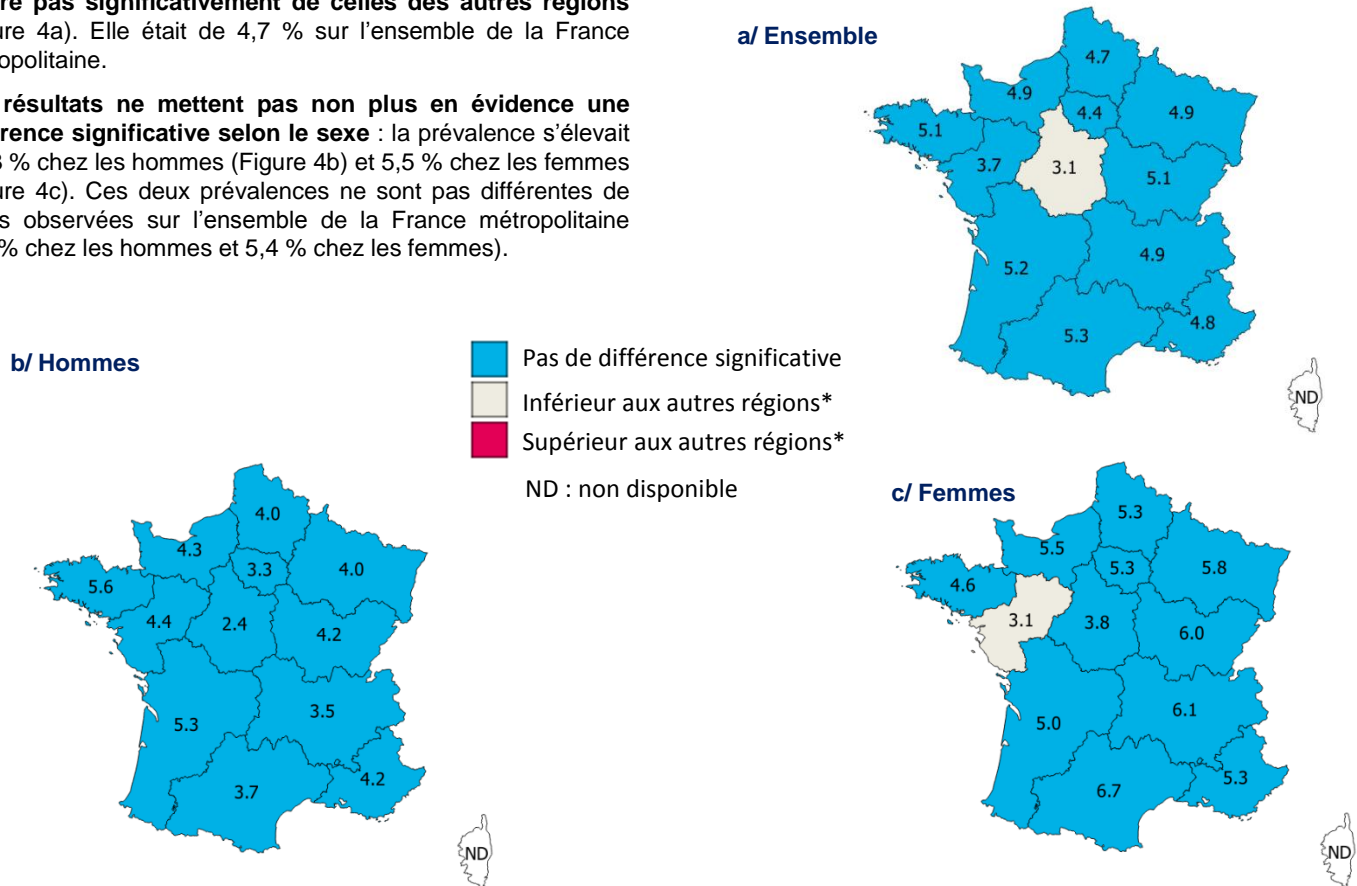 pas significativement de celles des autres régions
4a). Elle était de 4,7 % sur l'ensemble de la France
résultats ne mettent pas non plus en évidence une
significative selon le sexe : la prévalence s'élevait
% chez les hommes (Figure 4b) et 5,5 % chez les femmes
4c). Ces deux prévalences ne sont pas différentes de
observées sur l'ensemble de la France métropolitaine
% chez les hommes et 5,4 % chez les femmes).
a/ Ensemble
4.7
4.9
4.4
4.9
5.1
3.7
3.1
5.1
5.2
4.9
5.3
4.8
ND
b/ Hommes
Pas de différence significative
Inférieur aux autres régions*
Supérieur aux autres régions*
ND : non disponible
4.0
4.3
3.3
4.0
5.6
4.4
2.4
4.2
5.3
3.5
3.7
4.2
ND
c/ Femmes
5.3
5.5
5.3
5.8
4.6
3.1
3.8
6.0
5.0
6.1
6.7
5.3
ND